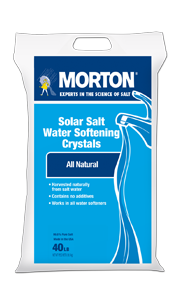 MORTON®
EXPERTS IN THE SCIENCE OF SALT
Solar Salt
Water Softening
Crystals
All Natural
• Harvested naturally
from salt water
• Contains no additives
• Works in all water softeners
40 LB